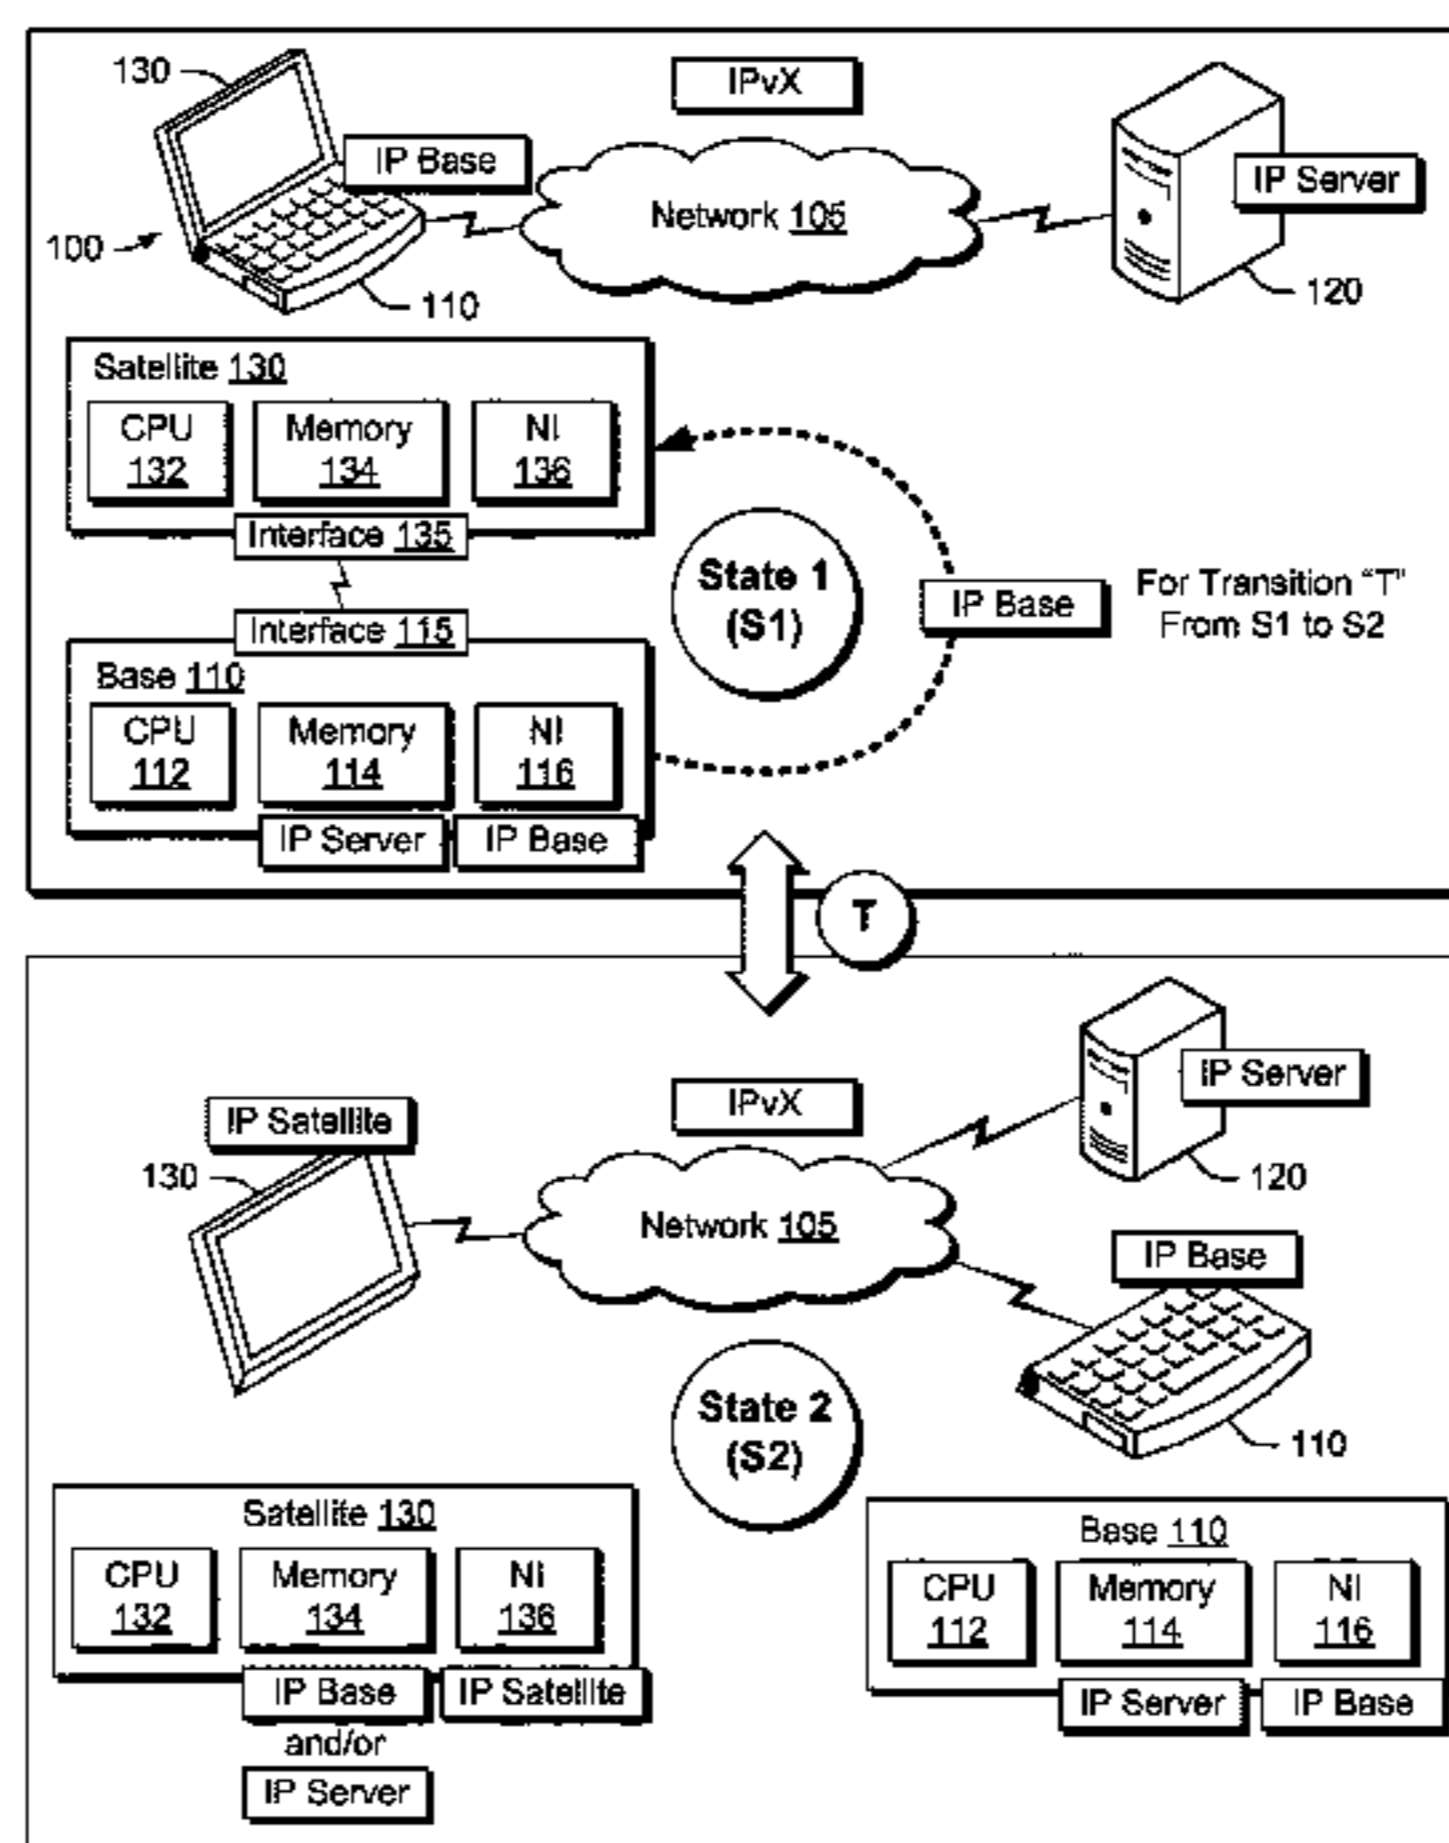 130
IPvX
IP Base
Network 105
IP Server
100
110
120
Satellite 130
CPU
132
Memory
134
NI
136
Interface 135
State 1
(S1)
IP Base
For Transition “T”
From S1 to S2
Interface 115
Base 110
CPU
112
Memory
114
NI
116
IP Server
IP Base
T
IP Server
IPvX
IP Satellite
130
120
Network 105
IP Base
State 2
(S2)
110
Satellite 130
CPU
132
Memory
134
NI
136
IP Base
IP Satellite
and/or
IP Server
Base 110
CPU
112
Memory
114
NI
116
IP Server
IP Base